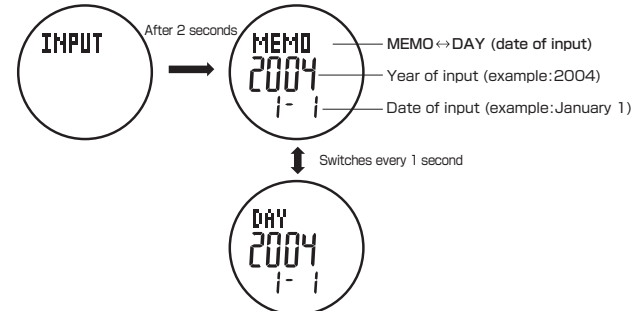 INPUT
After 2 seconds
MEMO
2004
1- 1
MEMO↔DAY (date of input)
Year of input (example:2004)
Date of input (example:January 1)
Switches every 1 second
DAY
2004
1- 1